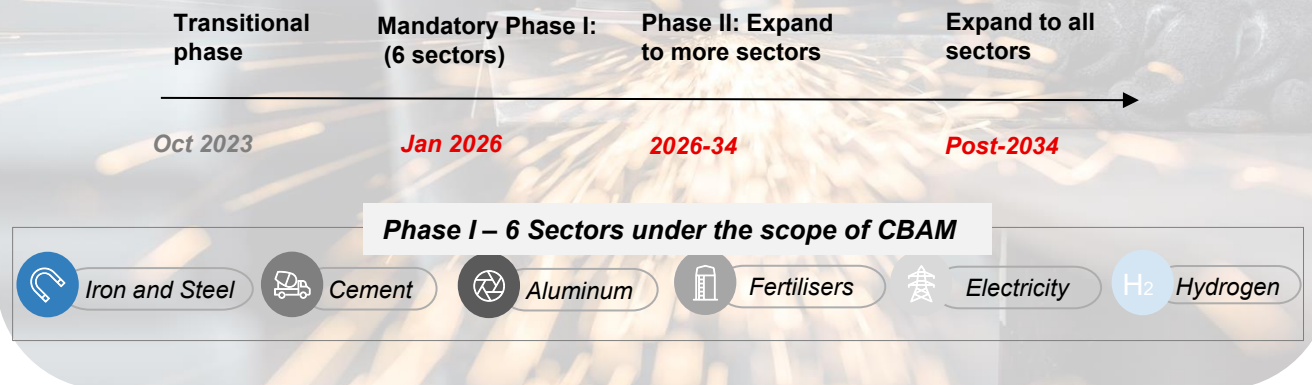 Transitional
phase
Mandatory Phase I:
(6 sectors)
Phase II: Expand
to more sectors
Expand to all
sectors
Oct 2023
Jan 2026
2026-34
Post-2034
Phase I – 6 Sectors under the scope of CBAM
Iron and Steel
Cement
Aluminum
Fertilisers
Electricity
H2
Hydrogen